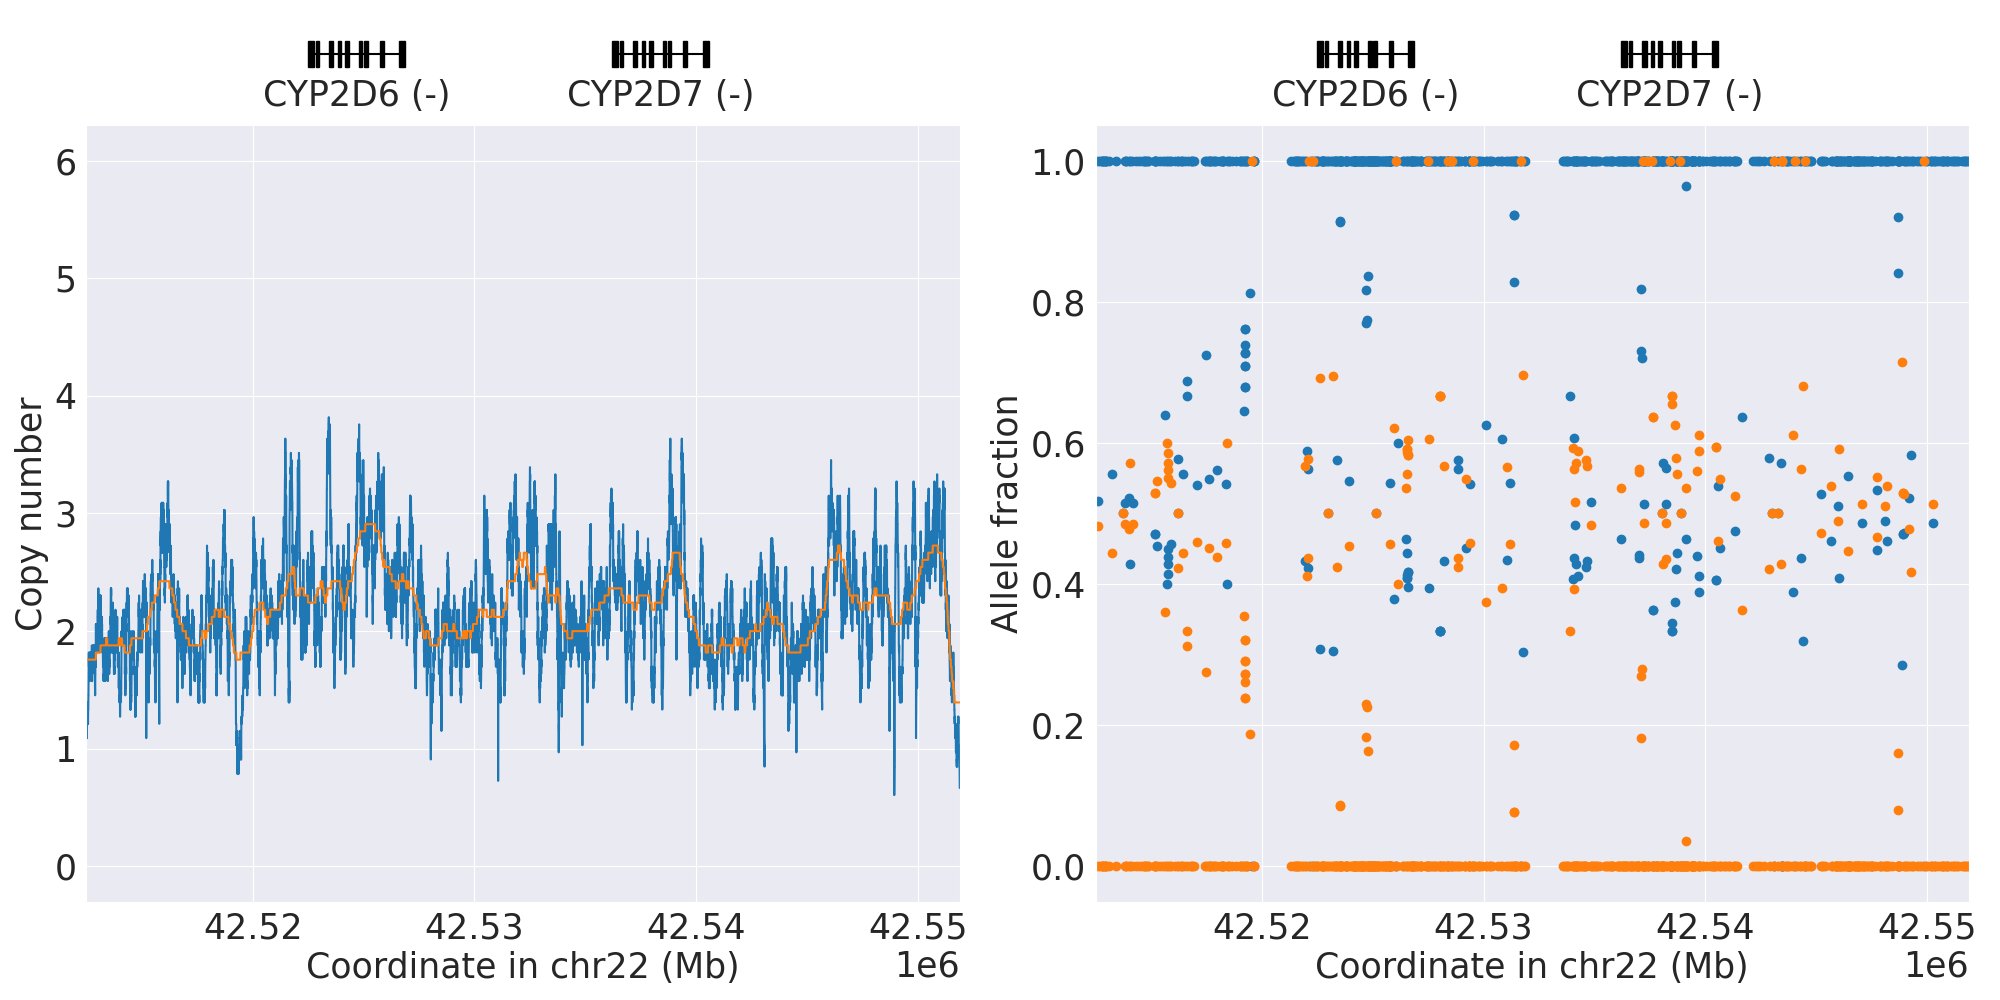 CYP2D6 (-)
CYP2D7 (-)
Copy number
6
5
4
3
2
1
0
42.52
42.53
42.54
42.55
Coordinate in chr22 (Mb)
1e6
CYP2D6 (-)
CYP2D7 (-)
Allele fraction
1.0
0.8
0.6
0.4
0.2
0.0
42.52
42.53
42.54
42.55
Coordinate in chr22 (Mb)
1e6